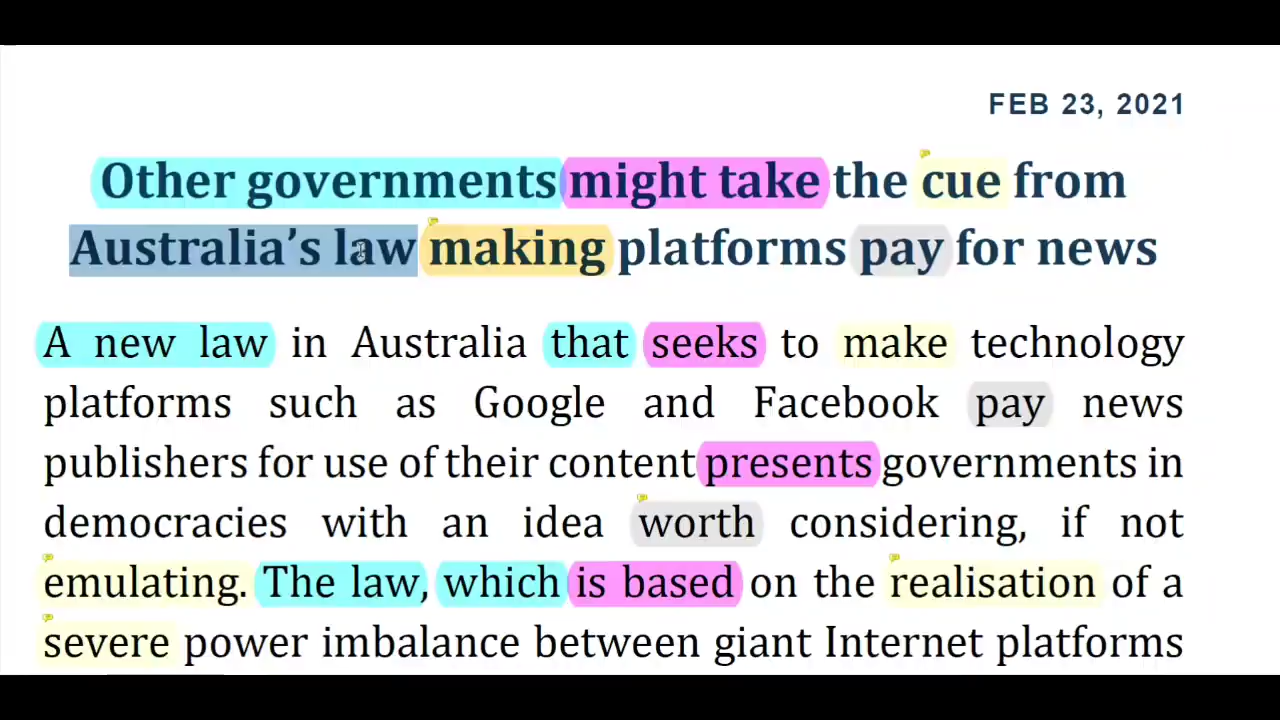 FEB 23, 2021
Other governments might take the cue from
Australia’s law making platforms pay for news
A new law in Australia that seeks to make technology
platforms such as Google and Facebook pay news
publishers for use of their content presents governments in
democracies with an idea worth considering, if not
emulating. The law, which is based on the realisation of a
severe power imbalance between giant Internet platforms